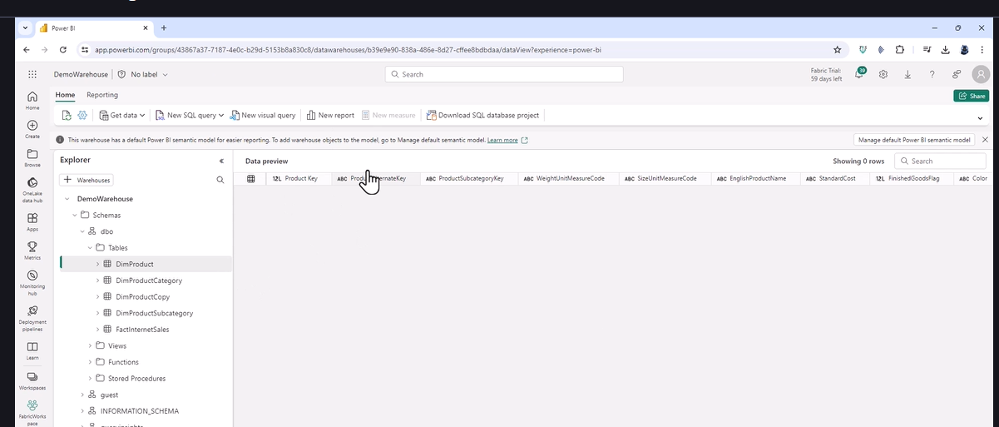 Power BI
app.powerbi.com/groups/43867a37-7187-4e0c-b29d-5153b8a830c8/datawarehouses/b39e9e90-838a-486e-8d27-cffee8bdbdaa/dataView?experience=power-bi
DemoWarehouse No label Search Fabric Trial: 59 days left 39
Home Reporting Share
Get data New SQL query New visual query New report New measure Download SQL database project
This warehouse has a default Power BI semantic model for easier reporting. To add warehouse objects to the model, go to Manage default semantic model. Learn more Manage default Power BI semantic model
Home
Create
Browse
OneLake
data hub
Apps
Metrics
Monitoring
hub
Deployment
pipelines
Learn
Workspaces
FabricWorks
pace
Explorer
Warehouses
DemoWarehouse
Schemas
dbo
Tables
DimProduct
DimProductCategory
DimProductCopy
DimProductSubcategory
FactInternetSales
Views
Functions
Stored Procedures
guest
INFORMATION_SCHEMA
Data preview Showing 0 rows Search
12L Product Key ABC ABC ProductSubcategoryKey ABC WeightUnitMeasureCode ABC SizeUnitMeasureCode ABC EnglishProductName ABC StandardCost 12L FinishedGoodsFlag ABC Color